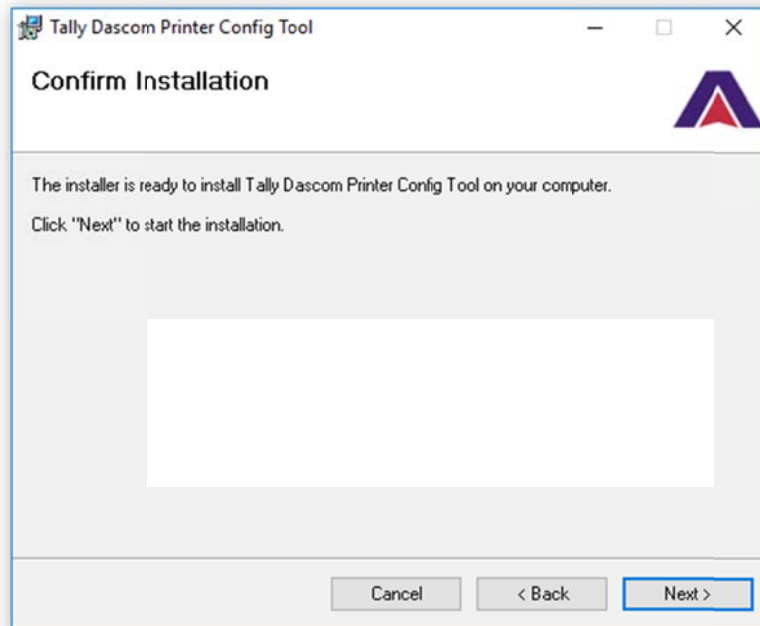 Tally Dascom Printer Config Tool
Confirm Installation
The installer is ready to install Tally Dascom Printer Config Tool on your computer.
Click "Next" to start the installation.
Cancel
< Back
Next >